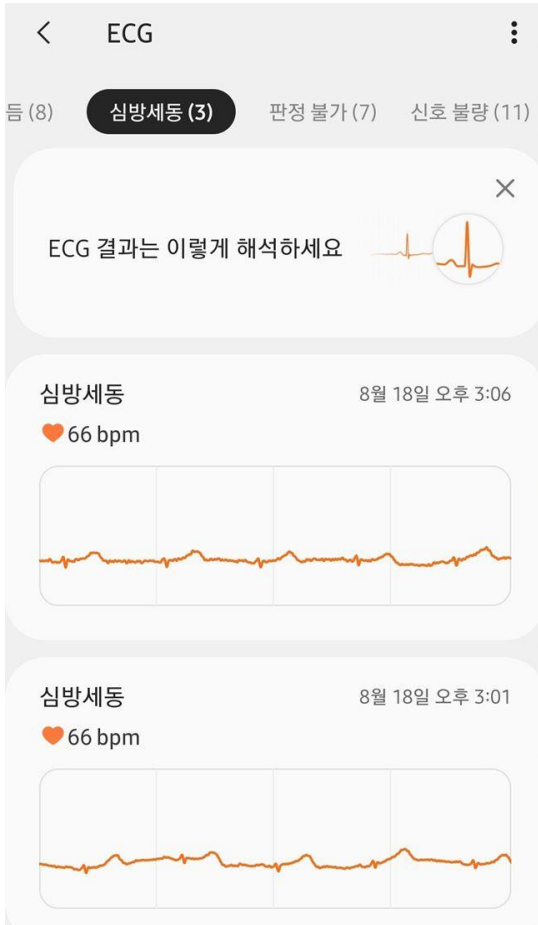 ECG
듬 (8) 심방세동 (3) 판정 불가 (7) 신호 불량 (11)
ECG 결과는 이렇게 해석하세요
심방세동 8월 18일 오후 3:06
66 bpm
심방세동 8월 18일 오후 3:01
66 bpm